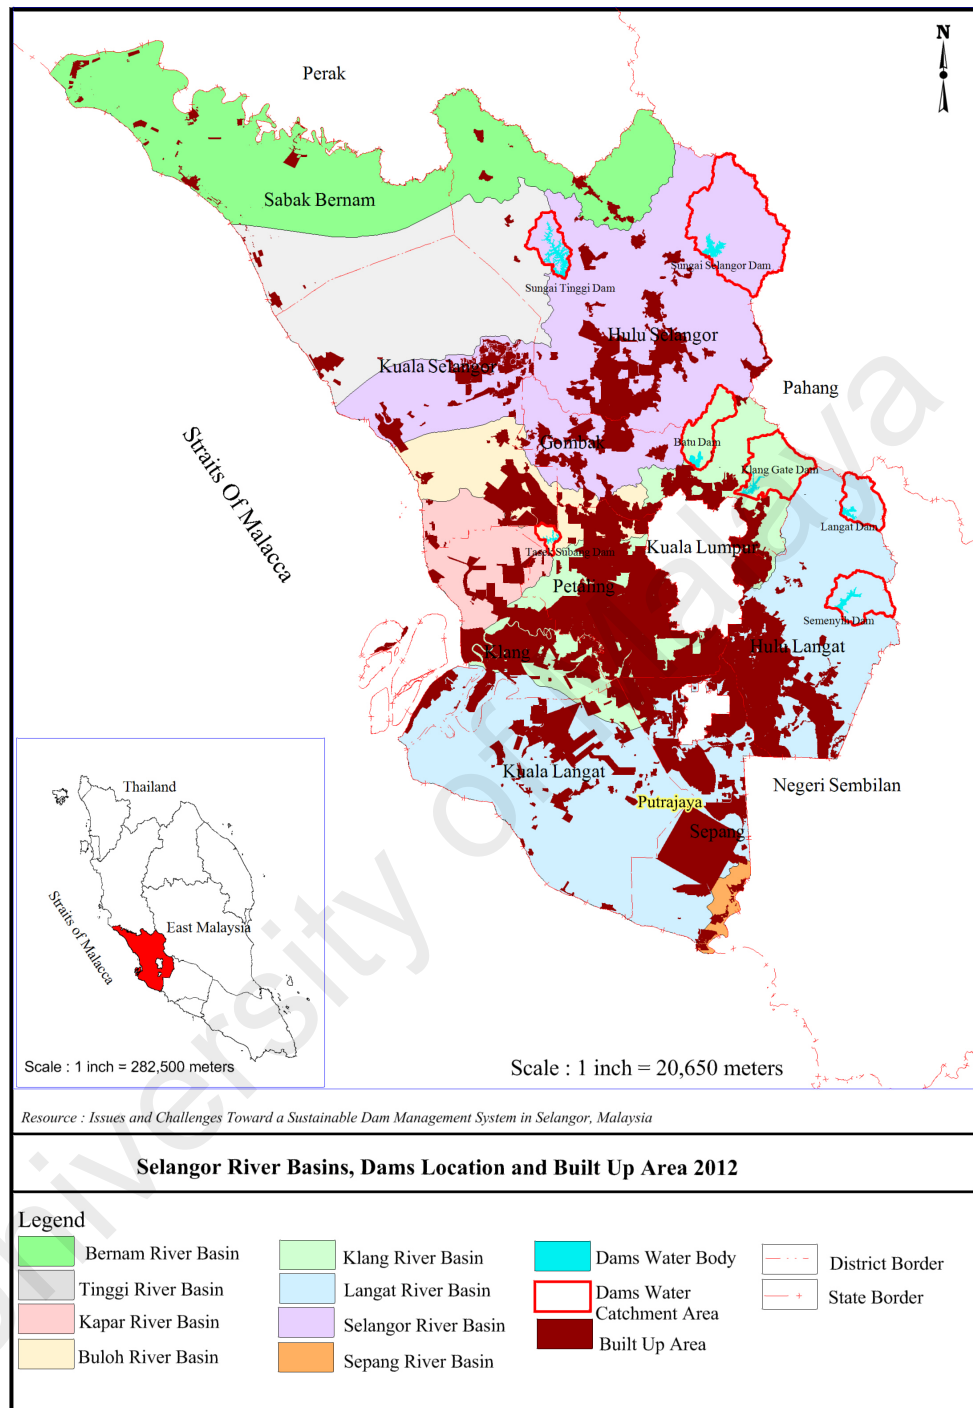 N
Perak
Sabak Bernam
Sungai Selangor Dam
Sungai Tinggi Dam
Hulu Selangor
Kuala Selangor
Pahang
Straits Of Malacca
Gombak
Batu Dam
Klang Gate Dam
Langat Dam
Kuala Lumpur
Tasek Subang Dam
Petaling
Semenyih Dam
Hulu Langat
Klang
Kuala Langat
Negeri Sembilan
Putrajaya
Sepang
Thailand
East Malaysia
Straits of Malacca
Scale : 1 inch = 282,500 meters
Scale : 1 inch = 20,650 meters
Resource : Issues and Challenges Toward a Sustainable Dam Management System in Selangor, Malaysia
Selangor River Basins, Dams Location and Built Up Area 2012
Legend
Bernam River Basin
Tinggi River Basin
Kapar River Basin
Buloh River Basin
Klang River Basin
Langat River Basin
Selangor River Basin
Sepang River Basin
Dams Water Body
Dams Water
Catchment Area
Built Up Area
District Border
State Border
University of Malaya